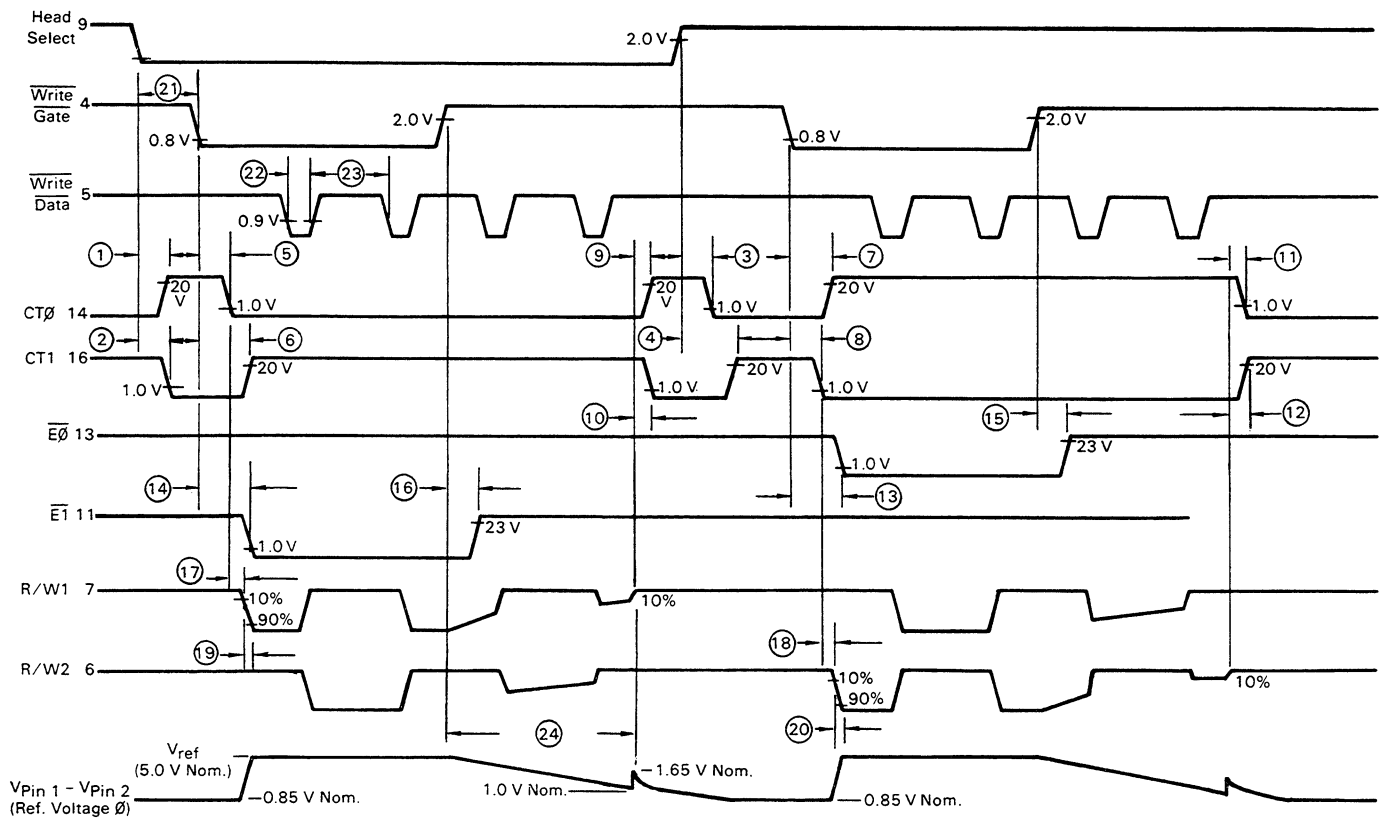 Head Select 9
2.0 V
21
Write Gate 4
0.8 V
2.0 V
0.8 V
2.0 V
22
23
Write Data 5
0.9 V
1
5
9
3
7
11
20 V
1.0 V
20 V
1.0 V
20 V
1.0 V
CTØ 14
2
6
4
8
CT1 16
1.0 V
20 V
1.0 V
20 V
1.0 V
20 V
10
15
12
EØ 13
1.0 V
23 V
14
16
13
E1 11
1.0 V
23 V
17
R/W1 7
10%
90%
10%
19
18
R/W2 6
10%
90%
10%
24
20
Vref
(5.0 V Nom.)
1.65 V Nom.
1.0 V Nom.
VPin 1 – VPin 2
(Ref. Voltage Ø)
0.85 V Nom.
0.85 V Nom.